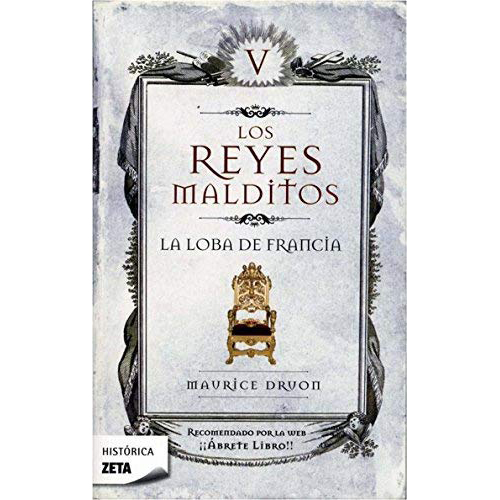 V
LOS
REYES
MALDITOS
LA LOBA DE FRANCIA
MAURICE DRUON
RECOMENDADO POR LA WEB
¡¡ÁBRETE LIBRO!!
HISTÓRICA
ZETA